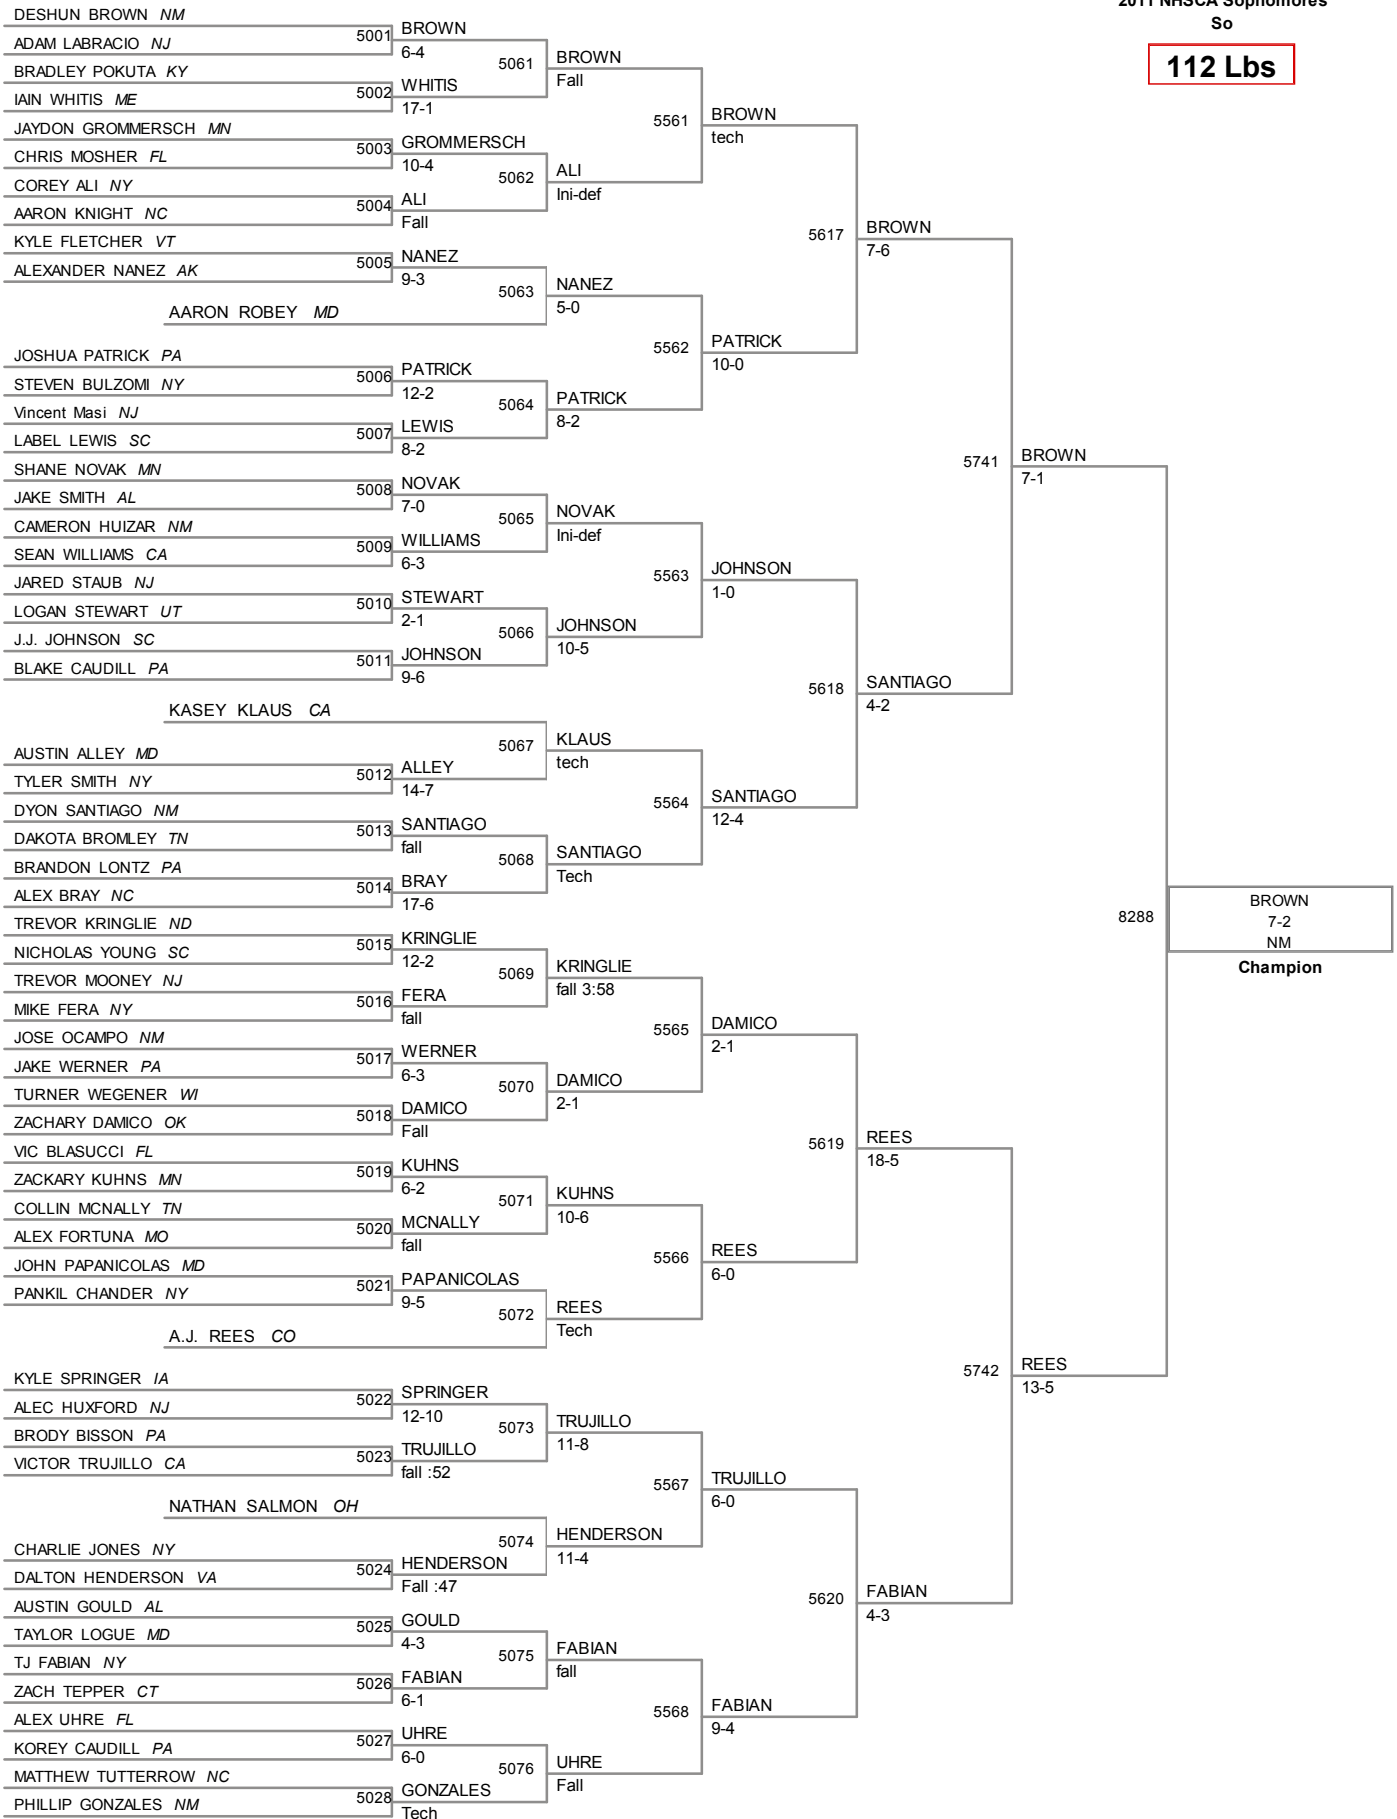 2011 NHSCA Sophomores
So
112 Lbs
DESHUN BROWN NM
ADAM LABRACIO NJ
BRADLEY POKUTA KY
IAIN WHITIS ME
JAYDON GROMMERSCH MN
CHRIS MOSHER FL
COREY ALI NY
AARON KNIGHT NC
KYLE FLETCHER VT
ALEXANDER NANEZ AK
AARON ROBEY MD
JOSHUA PATRICK PA
STEVEN BULZOMI NY
Vincent Masi NJ
LABEL LEWIS SC
SHANE NOVAK MN
JAKE SMITH AL
CAMERON HUIZAR NM
SEAN WILLIAMS CA
JARED STAUB NJ
LOGAN STEWART UT
J.J. JOHNSON SC
BLAKE CAUDILL PA
KASEY KLAUS CA
AUSTIN ALLEY MD
TYLER SMITH NY
DYON SANTIAGO NM
DAKOTA BROMLEY TN
BRANDON LONTZ PA
ALEX BRAY NC
TREVOR KRINGLIE ND
NICHOLAS YOUNG SC
TREVOR MOONEY NJ
MIKE FERA NY
JOSE OCAMPO NM
JAKE WERNER PA
TURNER WEGENER WI
ZACHARY DAMICO OK
VIC BLASUCCI FL
ZACKARY KUHNS MN
COLLIN MCNALLY TN
ALEX FORTUNA MO
JOHN PAPANICOLAS MD
PANKIL CHANDER NY
A.J. REES CO
KYLE SPRINGER IA
ALEC HUXFORD NJ
BRODY BISSON PA
VICTOR TRUJILLO CA
NATHAN SALMON OH
CHARLIE JONES NY
DALTON HENDERSON VA
AUSTIN GOULD AL
TAYLOR LOGUE MD
TJ FABIAN NY
ZACH TEPPER CT
ALEX UHRE FL
KOREY CAUDILL PA
MATTHEW TUTTERROW NC
PHILLIP GONZALES NM
5001 BROWN
6-4
5002 WHITIS
17-1
5003 GROMMERSCH
10-4
5004 ALI
Fall
5005 NANEZ
9-3
5006 PATRICK
12-2
5007 LEWIS
8-2
5008 NOVAK
7-0
5009 WILLIAMS
6-3
5010 STEWART
2-1
5011 JOHNSON
9-6
5012 ALLEY
14-7
5013 SANTIAGO
fall
5014 BRAY
17-6
5015 KRINGLIE
12-2
5016 FERA
fall
5017 WERNER
6-3
5018 DAMICO
Fall
5019 KUHNS
6-2
5020 MCNALLY
fall
5021 PAPANICOLAS
9-5
5022 SPRINGER
12-10
5023 TRUJILLO
fall :52
5024 HENDERSON
Fall :47
5025 GOULD
4-3
5026 FABIAN
6-1
5027 UHRE
6-0
5028 GONZALES
Tech
5061 BROWN
Fall
5062 ALI
Ini-def
5063 NANEZ
5-0
5064 PATRICK
8-2
5065 NOVAK
Ini-def
5066 JOHNSON
10-5
5067 KLAUS
tech
5068 SANTIAGO
Tech
5069 KRINGLIE
fall 3:58
5070 DAMICO
2-1
5071 KUHNS
10-6
5072 REES
Tech
5073 TRUJILLO
11-8
5074 HENDERSON
11-4
5075 FABIAN
fall
5076 UHRE
Fall
5561 BROWN
tech
5562 PATRICK
10-0
5563 JOHNSON
1-0
5564 SANTIAGO
12-4
5565 DAMICO
2-1
5566 REES
6-0
5567 TRUJILLO
6-0
5568 FABIAN
9-4
5617 BROWN
7-6
5618 SANTIAGO
4-2
5619 REES
18-5
5620 FABIAN
4-3
5741 BROWN
7-1
5742 REES
13-5
8288 BROWN
7-2
NM
Champion